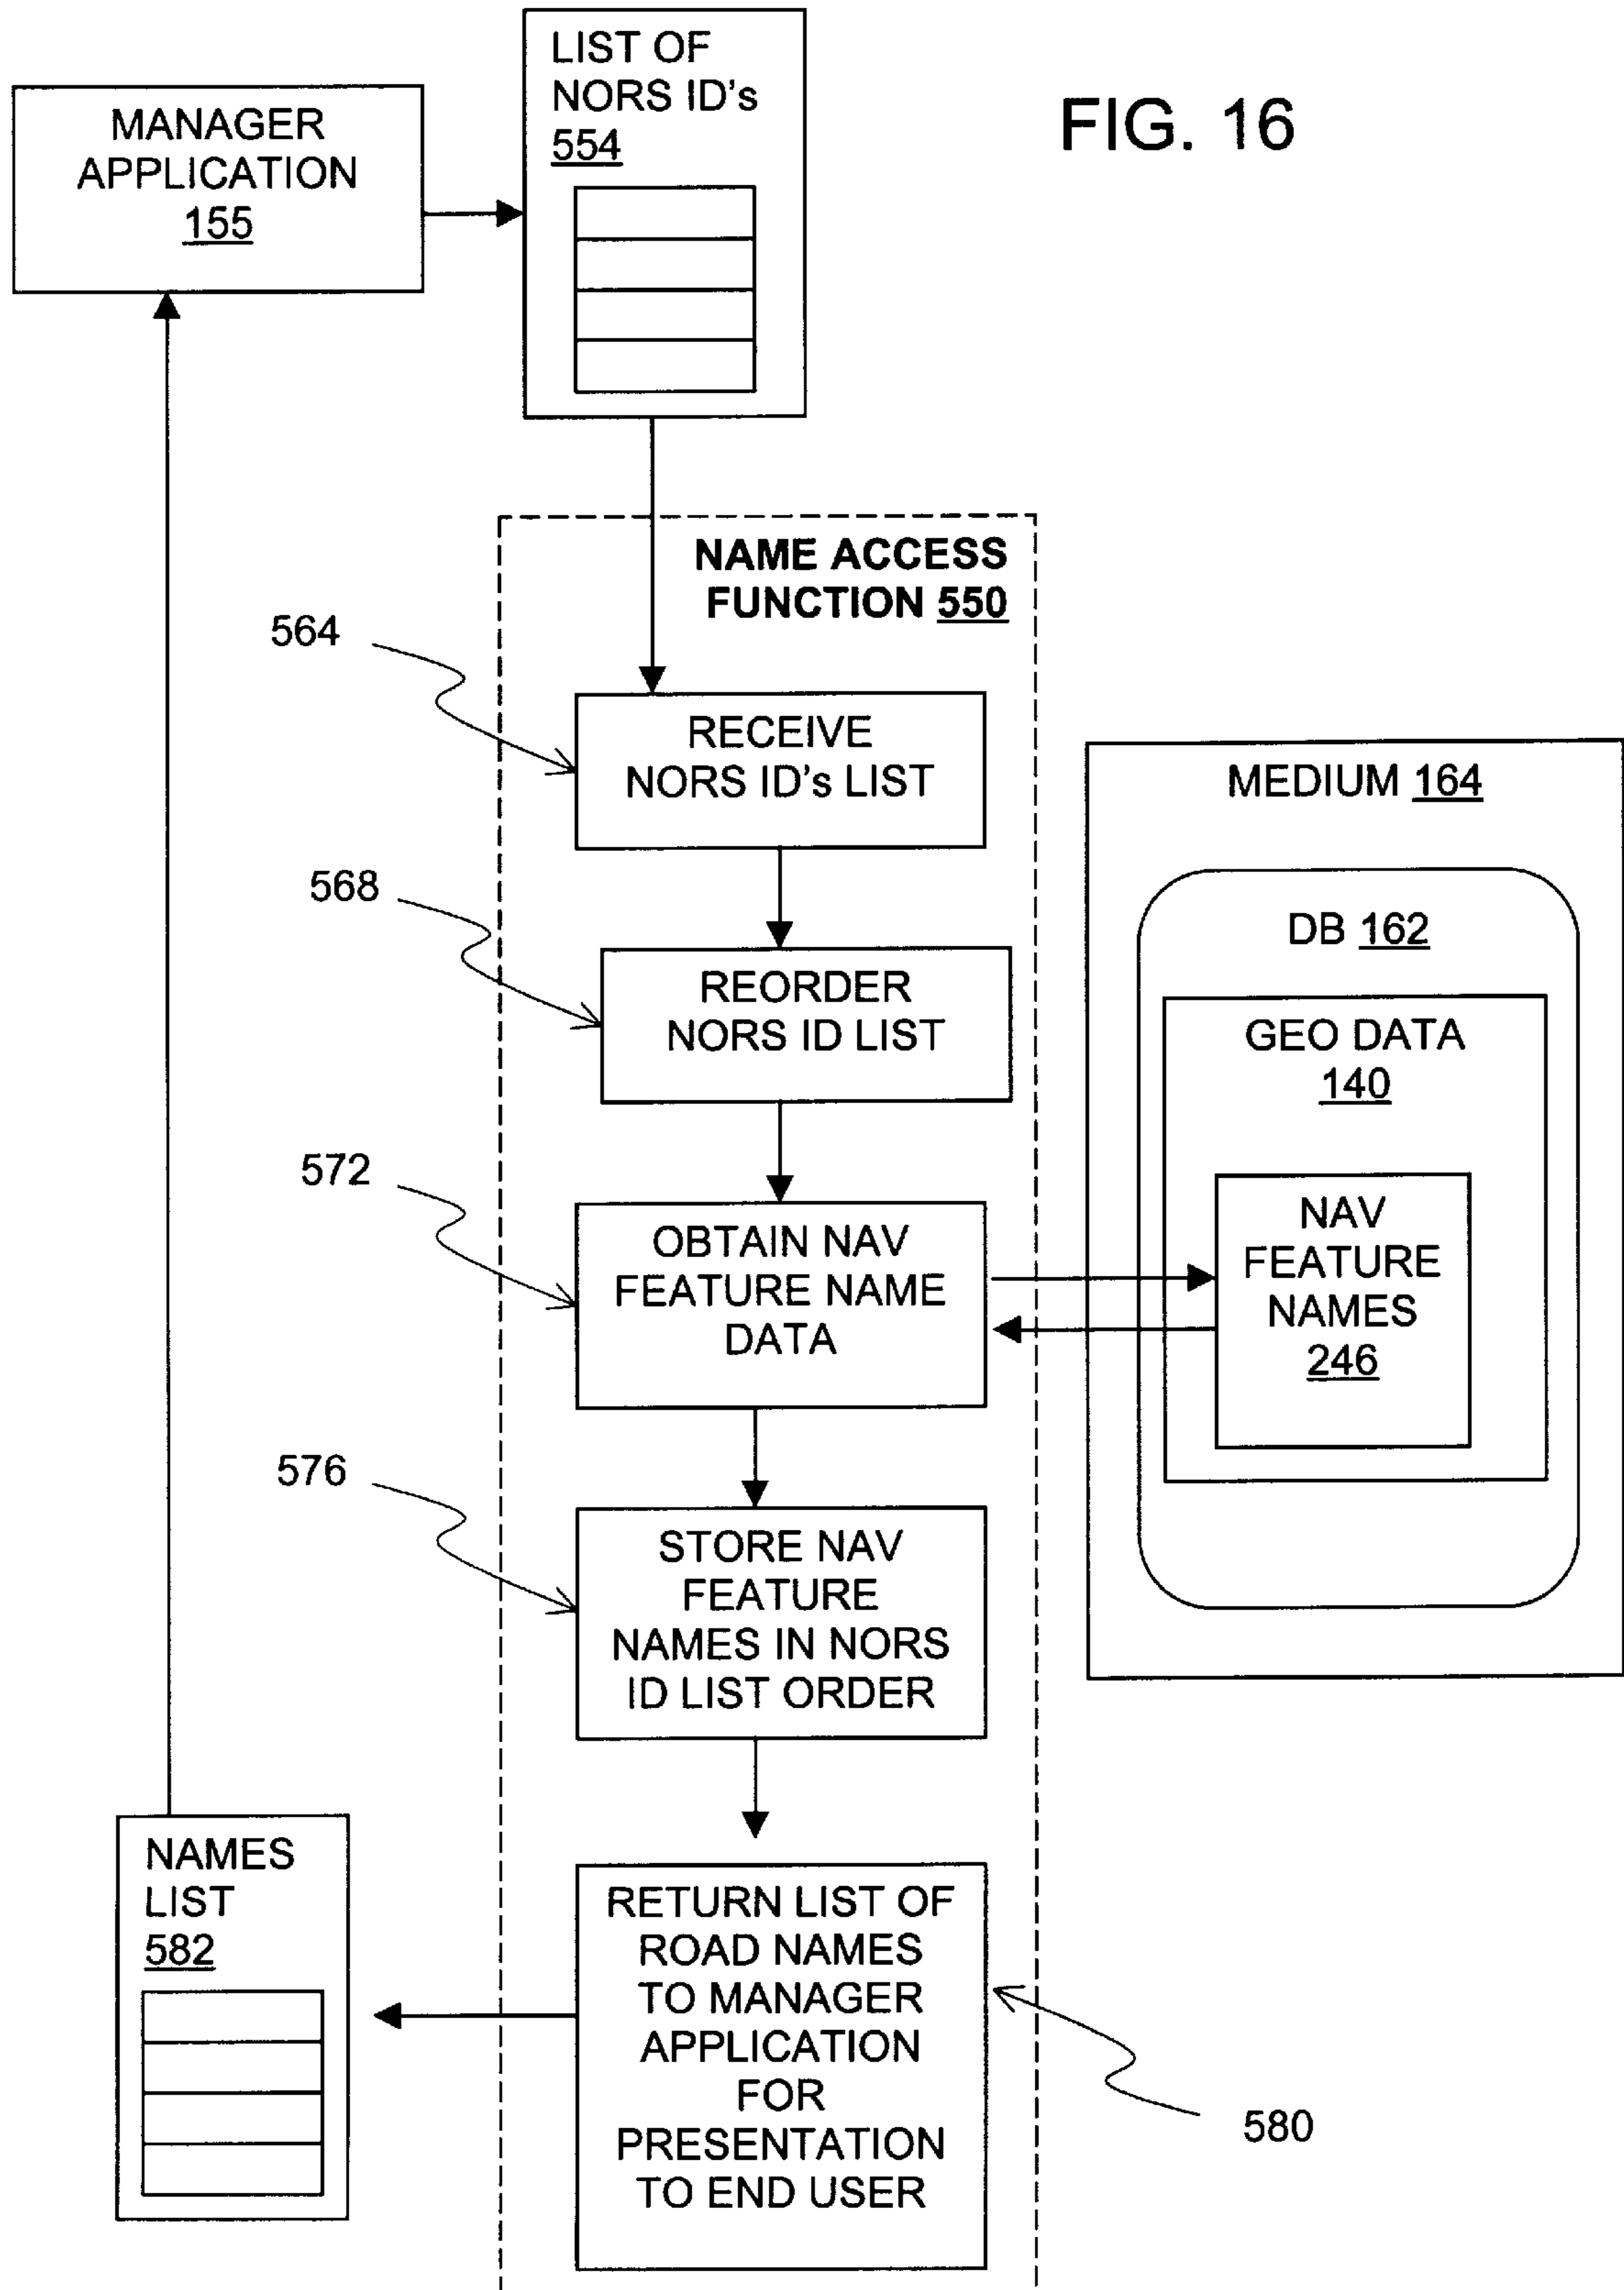 FIG. 16
MANAGER
APPLICATION
155
LIST OF
NORS ID's
554
NAME ACCESS
FUNCTION 550
564
RECEIVE
NORS ID's LIST
568
REORDER
NORS ID LIST
572
OBTAIN NAV
FEATURE NAME
DATA
576
STORE NAV
FEATURE
NAMES IN NORS
ID LIST ORDER
RETURN LIST OF
ROAD NAMES
TO MANAGER
APPLICATION
FOR
PRESENTATION
TO END USER
580
MEDIUM 164
DB 162
GEO DATA
140
NAV
FEATURE
NAMES
246
NAMES
LIST
582